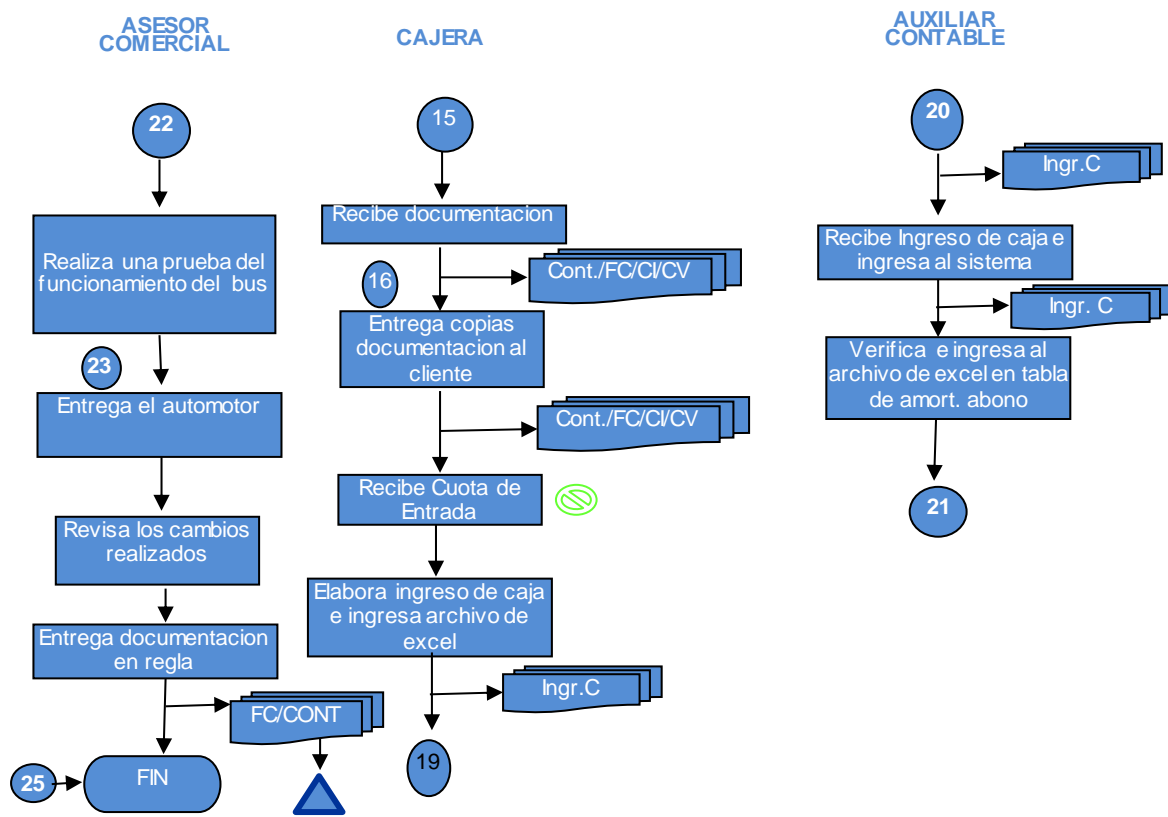 ASESOR
COMERCIAL
22
Realiza una prueba del
funcionamiento del bus
23
Entrega el automotor
Revisa los cambios
realizados
Entrega documentacion
en regla
FC/CONT
25
FIN
CAJERA
15
Recibe documentacion
Cont./FC/CI/CV
16
Entrega copias
documentacion al
cliente
Cont./FC/CI/CV
Recibe Cuota de
Entrada
Elabora ingreso de caja
e ingresa archivo de
excel
Ingr.C
19
AUXILIAR
CONTABLE
20
Ingr.C
Recibe Ingreso de caja e
ingresa al sistema
Ingr. C
Verifica e ingresa al
archivo de excel en tabla
de amort. abono
21